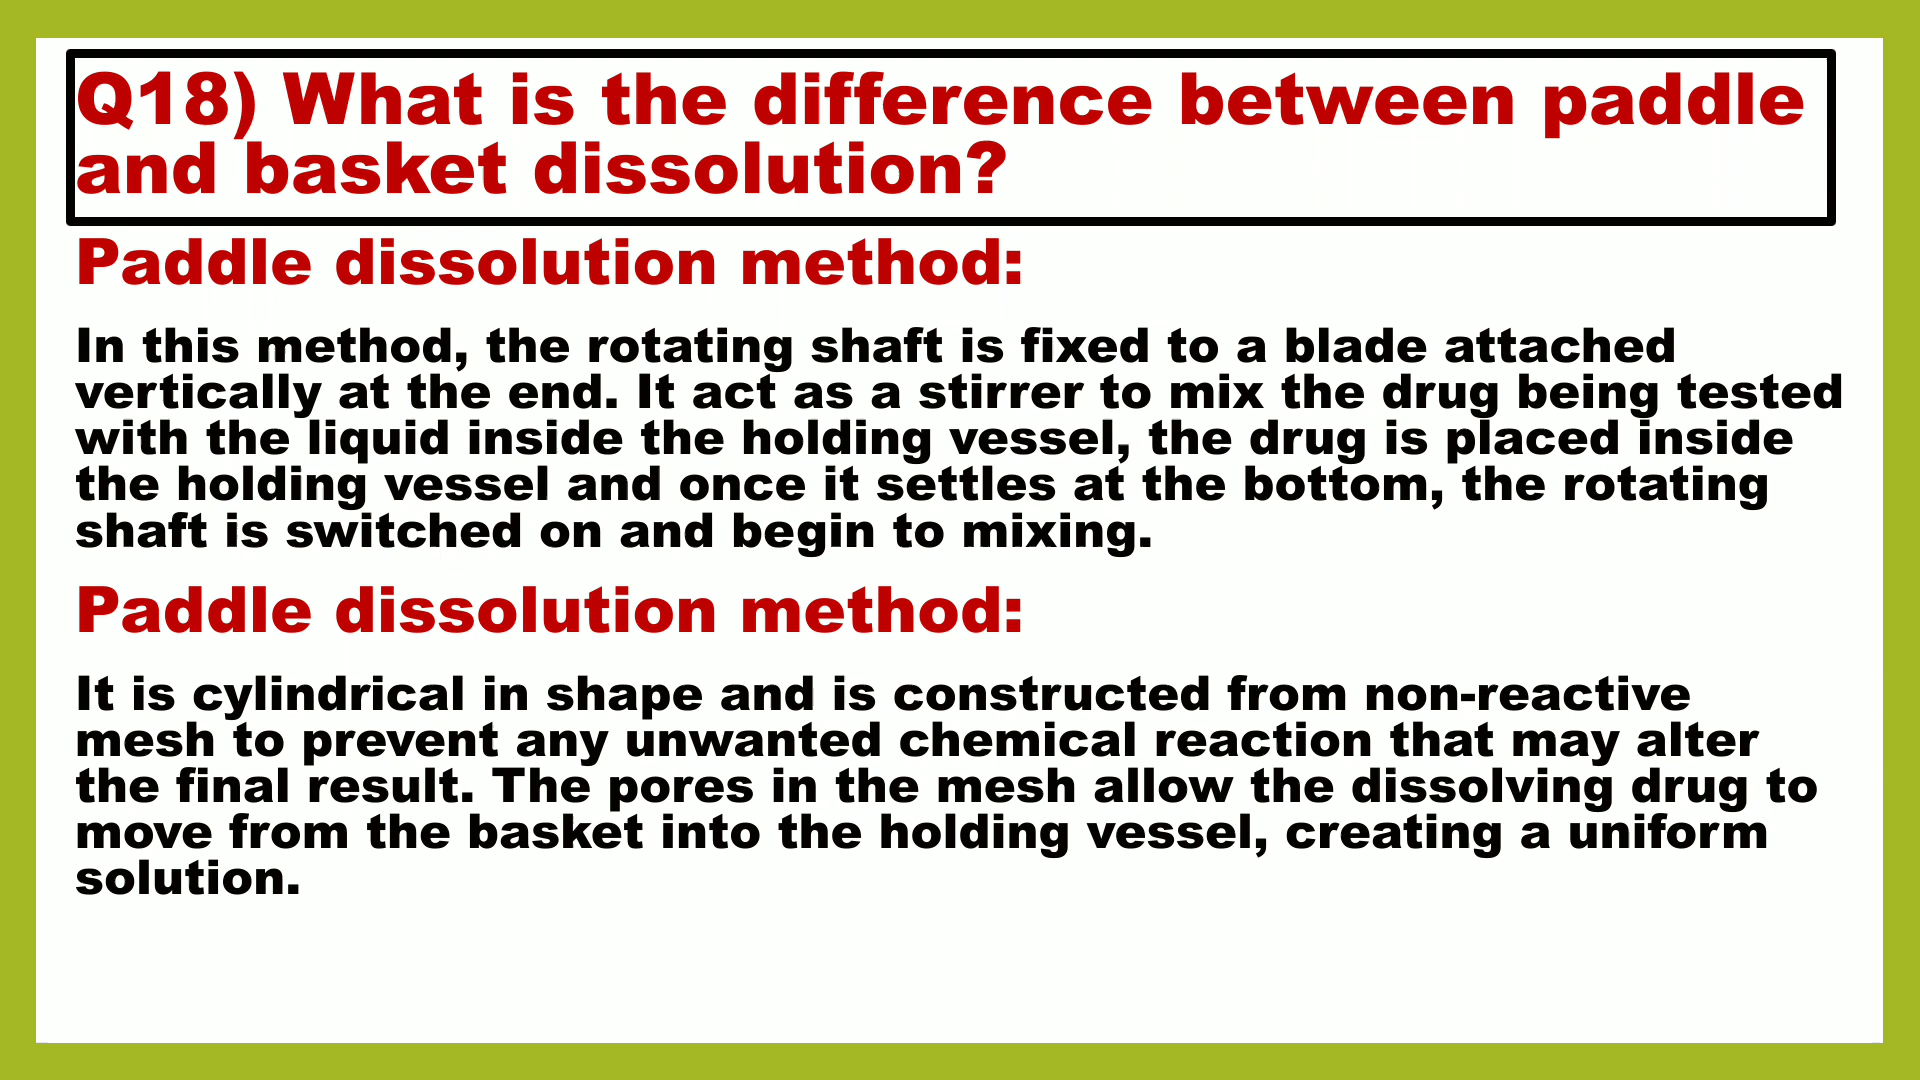 Q18) What is the difference between paddle
and basket dissolution?
Paddle dissolution method:
In this method, the rotating shaft is fixed to a blade attached
vertically at the end. It act as a stirrer to mix the drug being tested
with the liquid inside the holding vessel, the drug is placed inside
the holding vessel and once it settles at the bottom, the rotating
shaft is switched on and begin to mixing.
Paddle dissolution method:
It is cylindrical in shape and is constructed from non-reactive
mesh to prevent any unwanted chemical reaction that may alter
the final result. The pores in the mesh allow the dissolving drug to
move from the basket into the holding vessel, creating a uniform
solution.